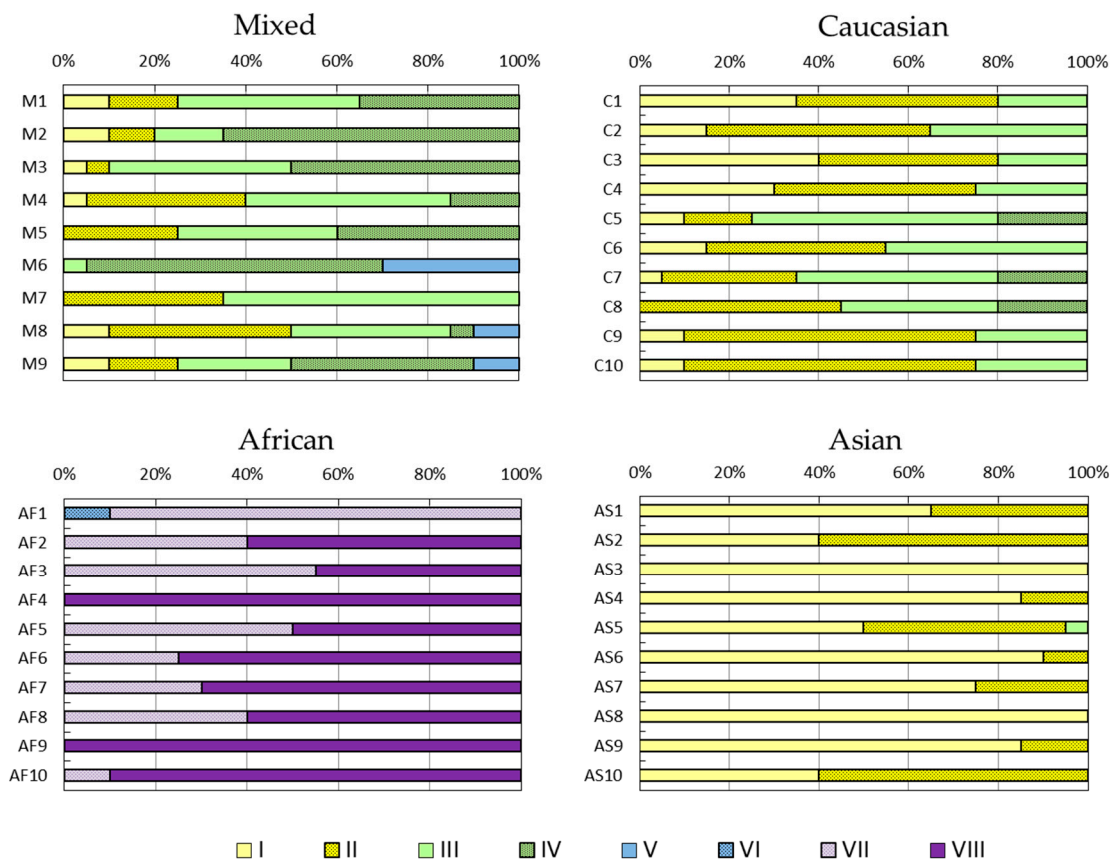 Mixed
0% 20% 40% 60% 80% 100%
M1
M2
M3
M4
M5
M6
M7
M8
M9
Caucasian
0% 20% 40% 60% 80% 100%
C1
C2
C3
C4
C5
C6
C7
C8
C9
C10
African
0% 20% 40% 60% 80% 100%
AF1
AF2
AF3
AF4
AF5
AF6
AF7
AF8
AF9
AF10
Asian
0% 20% 40% 60% 80% 100%
AS1
AS2
AS3
AS4
AS5
AS6
AS7
AS8
AS9
AS10
I II III IV V VI VII VIII